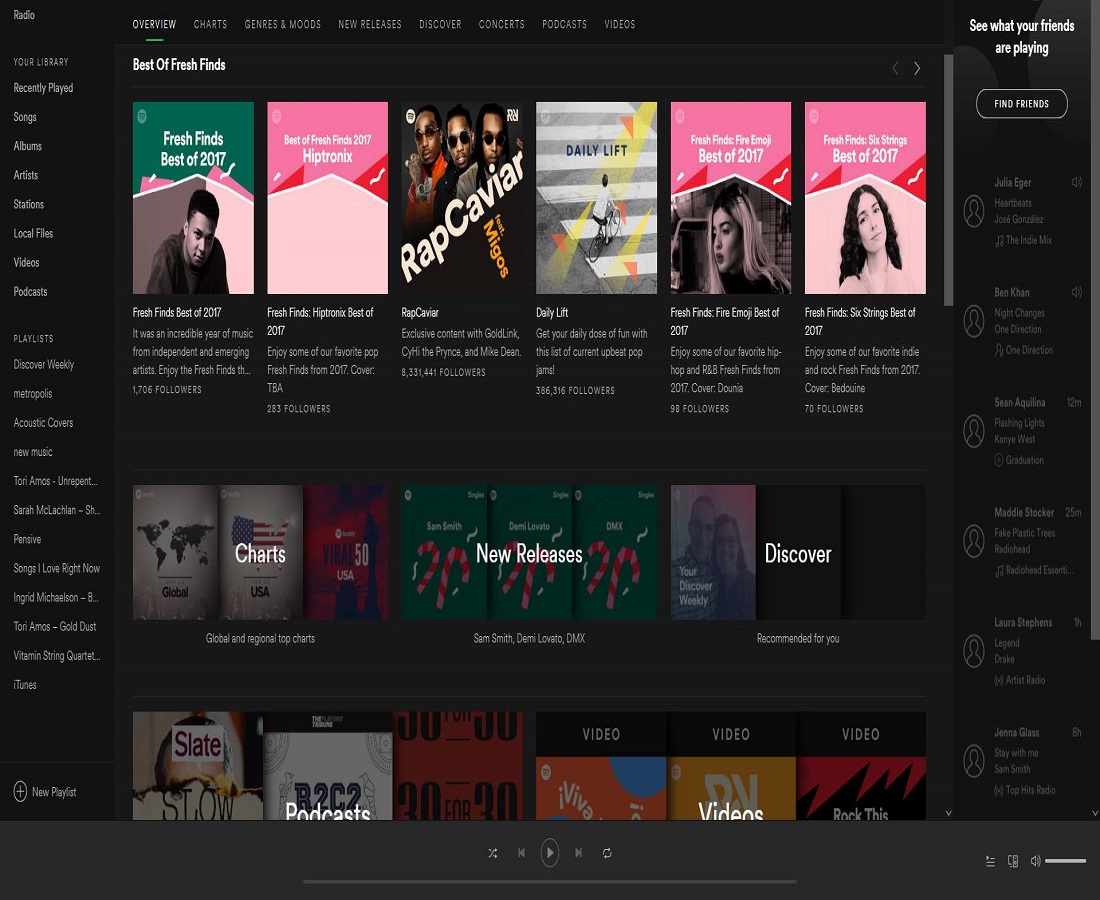 Radio
YOUR LIBRARY
Recently Played
Songs
Albums
Artists
Stations
Local Files
Videos
Podcasts
PLAYLISTS
Discover Weekly
metropolis
Acoustic Covers
new music
Tori Amos - Unrepent...
Sarah McLachlan – Sh...
Pensive
Songs I Love Right Now
Ingrid Michaelson – B...
Tori Amos – Gold Dust
Vitamin String Quartet...
iTunes
New Playlist
OVERVIEW CHARTS GENRES & MOODS NEW RELEASES DISCOVER CONCERTS PODCASTS VIDEOS
Best Of Fresh Finds
Fresh Finds
Best of 2017
Fresh Finds Best of 2017
It was an incredible year of music
from independent and emerging
artists. Enjoy the Fresh Finds th...
1,706 FOLLOWERS
Best of Fresh Finds 2017
Hiptronix
Fresh Finds: Hiptronix Best of
2017
Enjoy some of our favorite pop
Fresh Finds from 2017. Cover:
TBA
283 FOLLOWERS
RapCaviar
feat.
Migos
RapCaviar
Exclusive content with GoldLink,
CyHi the Prynce, and Mike Dean.
8,331,441 FOLLOWERS
DAILY LIFT
Daily Lift
Get your daily dose of fun with
this list of current upbeat pop
jams!
386,316 FOLLOWERS
Fresh Finds: Fire Emoji
Best of 2017
Fresh Finds: Fire Emoji Best of
2017
Enjoy some of our favorite hip-
hop and R&B Fresh Finds from
2017. Cover: Dounia
98 FOLLOWERS
Fresh Finds: Six Strings
Best of 2017
Fresh Finds: Six Strings Best of
2017
Enjoy some of our favorite indie
and rock Fresh Finds from 2017.
Cover: Bedouine
70 FOLLOWERS
Spotify
Global
Spotify
USA
Spotify
VIRAL 50
USA
Charts
Global and regional top charts
Singles
Sam Smith
Singles
Demi Lovato
Singles
DMX
New Releases
Sam Smith, Demi Lovato, DMX
Your
Discover
Weekly
Discover
Recommended for you
Slate
SLOW
THE PLAYERS'
TRIBUNE
R2C2
30 FOR 30
30 FOR 30
Podcasts
VIDEO
¡Viva
VIDEO
VIDEO
Rock This
Videos
See what your friends
are playing
FIND FRIENDS
Julia Eger
Heartbeats
José González
The Indie Mix
Ben Khan
Night Changes
One Direction
One Direction
Sean Aquilina 12m
Flashing Lights
Kanye West
Graduation
Maddie Stocker 25m
Fake Plastic Trees
Radiohead
Radiohead Essenti...
Laura Stephens 1h
Legend
Drake
Artist Radio
Jenna Glass 8h
Stay with me
Sam Smith
Top Hits Radio